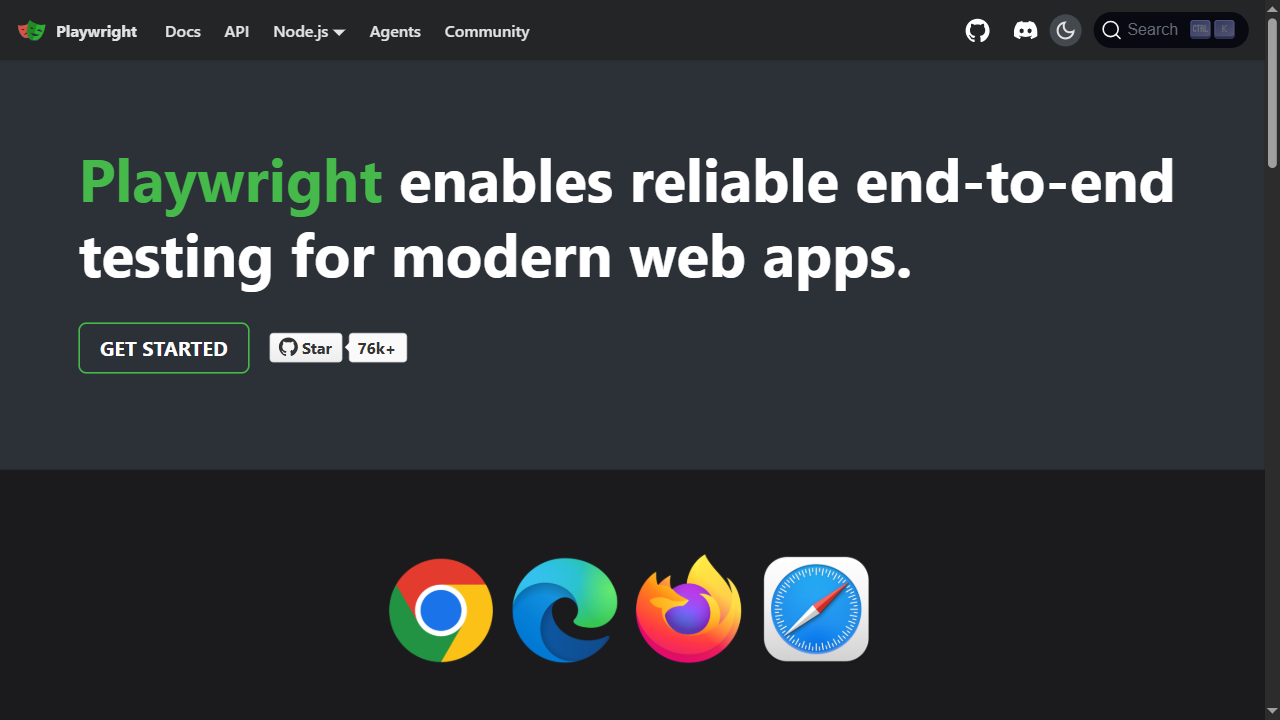 Playwright Docs API Node.js Agents Community Search CTRL K
Playwright enables reliable end-to-end
testing for modern web apps.
GET STARTED Star 76k+